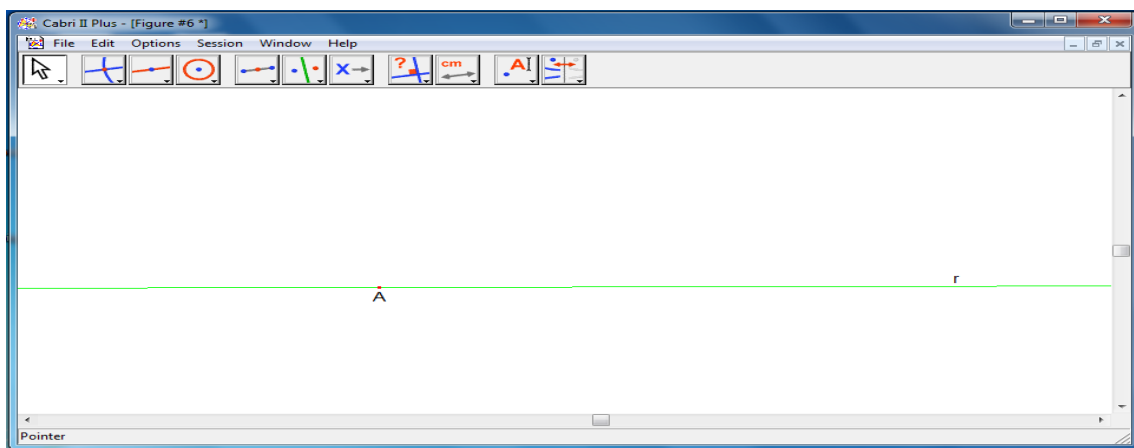 Cabri II Plus - [Figure #6 *]
File Edit Options Session Window Help
? cm A
X
r
A
Pointer